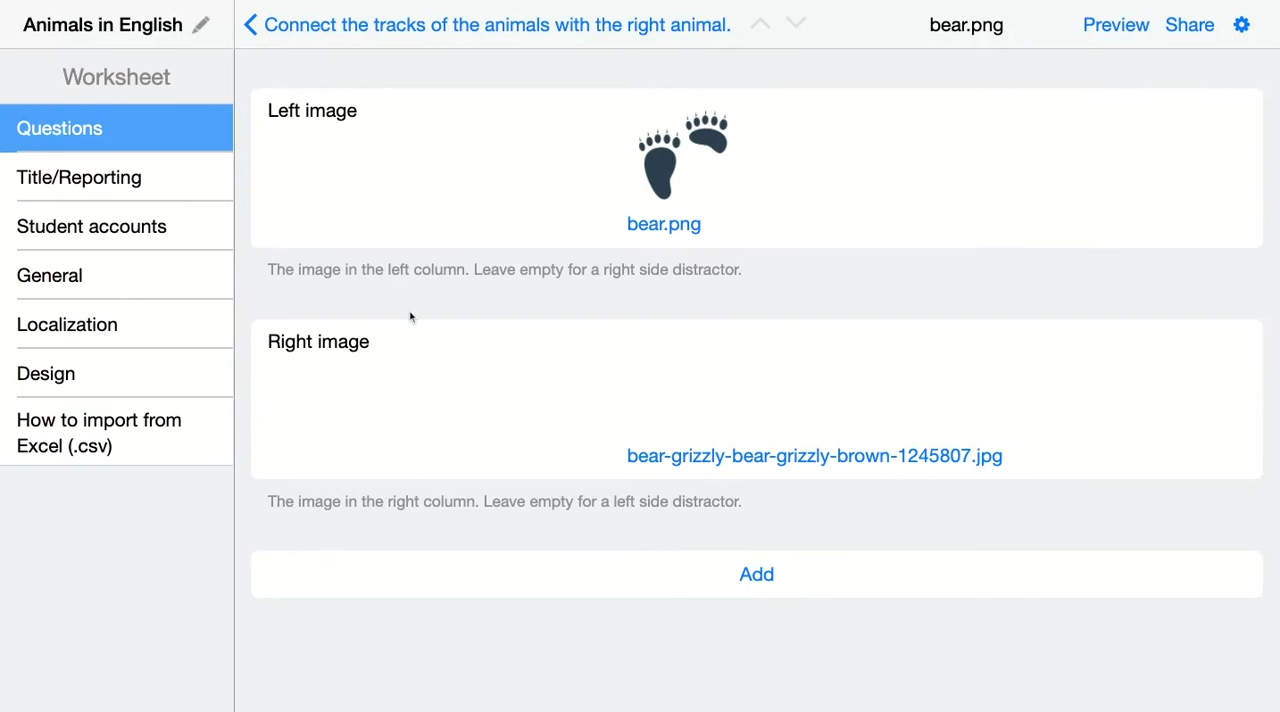 Animals in English
Connect the tracks of the animals with the right animal.
bear.png
Preview
Share
Worksheet
Questions
Title/Reporting
Student accounts
General
Localization
Design
How to import from
Excel (.csv)
Left image
bear.png
The image in the left column. Leave empty for a right side distractor.
Right image
bear-grizzly-bear-grizzly-brown-1245807.jpg
The image in the right column. Leave empty for a left side distractor.
Add